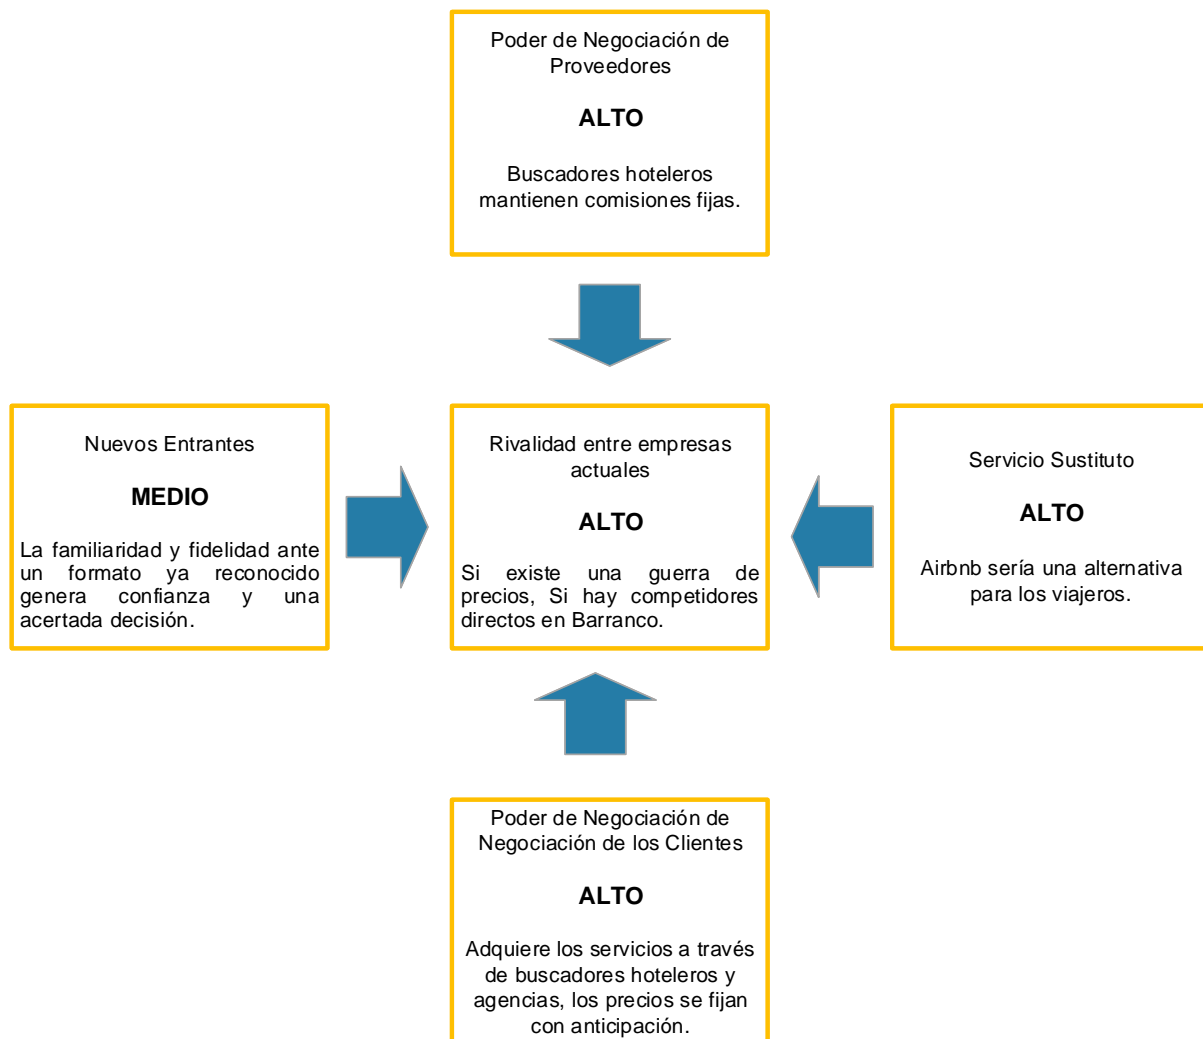 Poder de Negociación de
Proveedores
ALTO
Buscadores hoteleros
mantienen comisiones fijas.
Nuevos Entrantes
MEDIO
La familiaridad y fidelidad ante
un formato ya reconocido
genera confianza y una
acertada decisión.
Rivalidad entre empresas
actuales
ALTO
Si existe una guerra de
precios, Si hay competidores
directos en Barranco.
Servicio Sustituto
ALTO
Airbnb sería una alternativa
para los viajeros.
Poder de Negociación de
Negociación de los Clientes
ALTO
Adquiere los servicios a través
de buscadores hoteleros y
agencias, los precios se fijan
con anticipación.